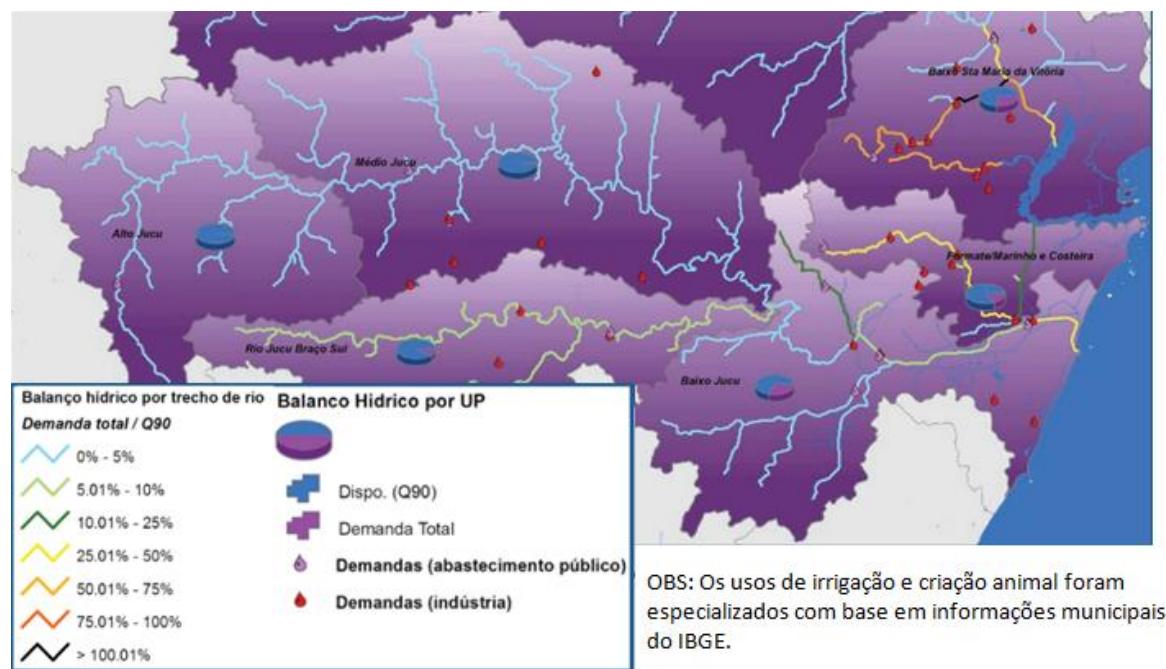 Baixo Sta Maria da Vitória
Médio Jucu
Alto Jucu
Formate/Marinho e Costeira
Rio Jucu Braço Sul
Baixo Jucu
Balanço hídrico por trecho de rio
Demanda total / Q90
0% - 5%
5.01% - 10%
10.01% - 25%
25.01% - 50%
50.01% - 75%
75.01% - 100%
> 100.01%
Balanco Hidrico por UP
Dispo. (Q90)
Demanda Total
Demandas (abastecimento público)
Demandas (indústria)
OBS: Os usos de irrigação e criação animal foram
especializados com base em informações municipais
do IBGE.